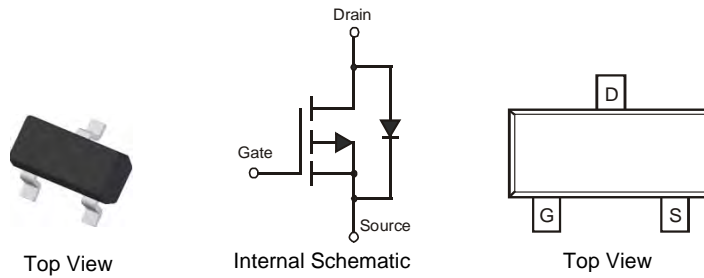 Drain
D
Gate
G
S
Source
Top View
Internal Schematic
Top View